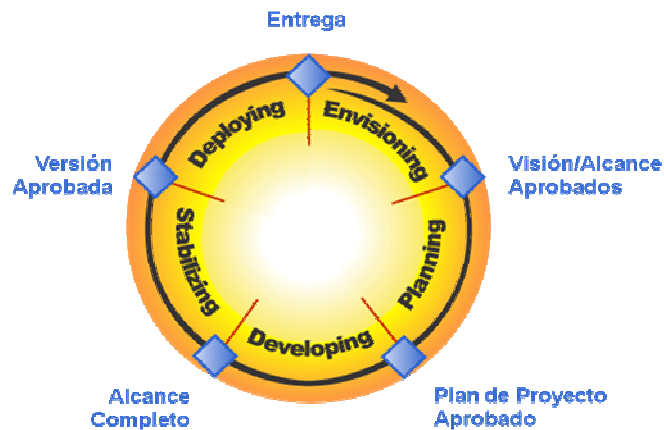 Entrega
Deploying
Envisioning
Versión
Aprobada
Visión/Alcance
Aprobados
Stabilizing
Planning
Developing
Alcance
Completo
Plan de Proyecto
Aprobado